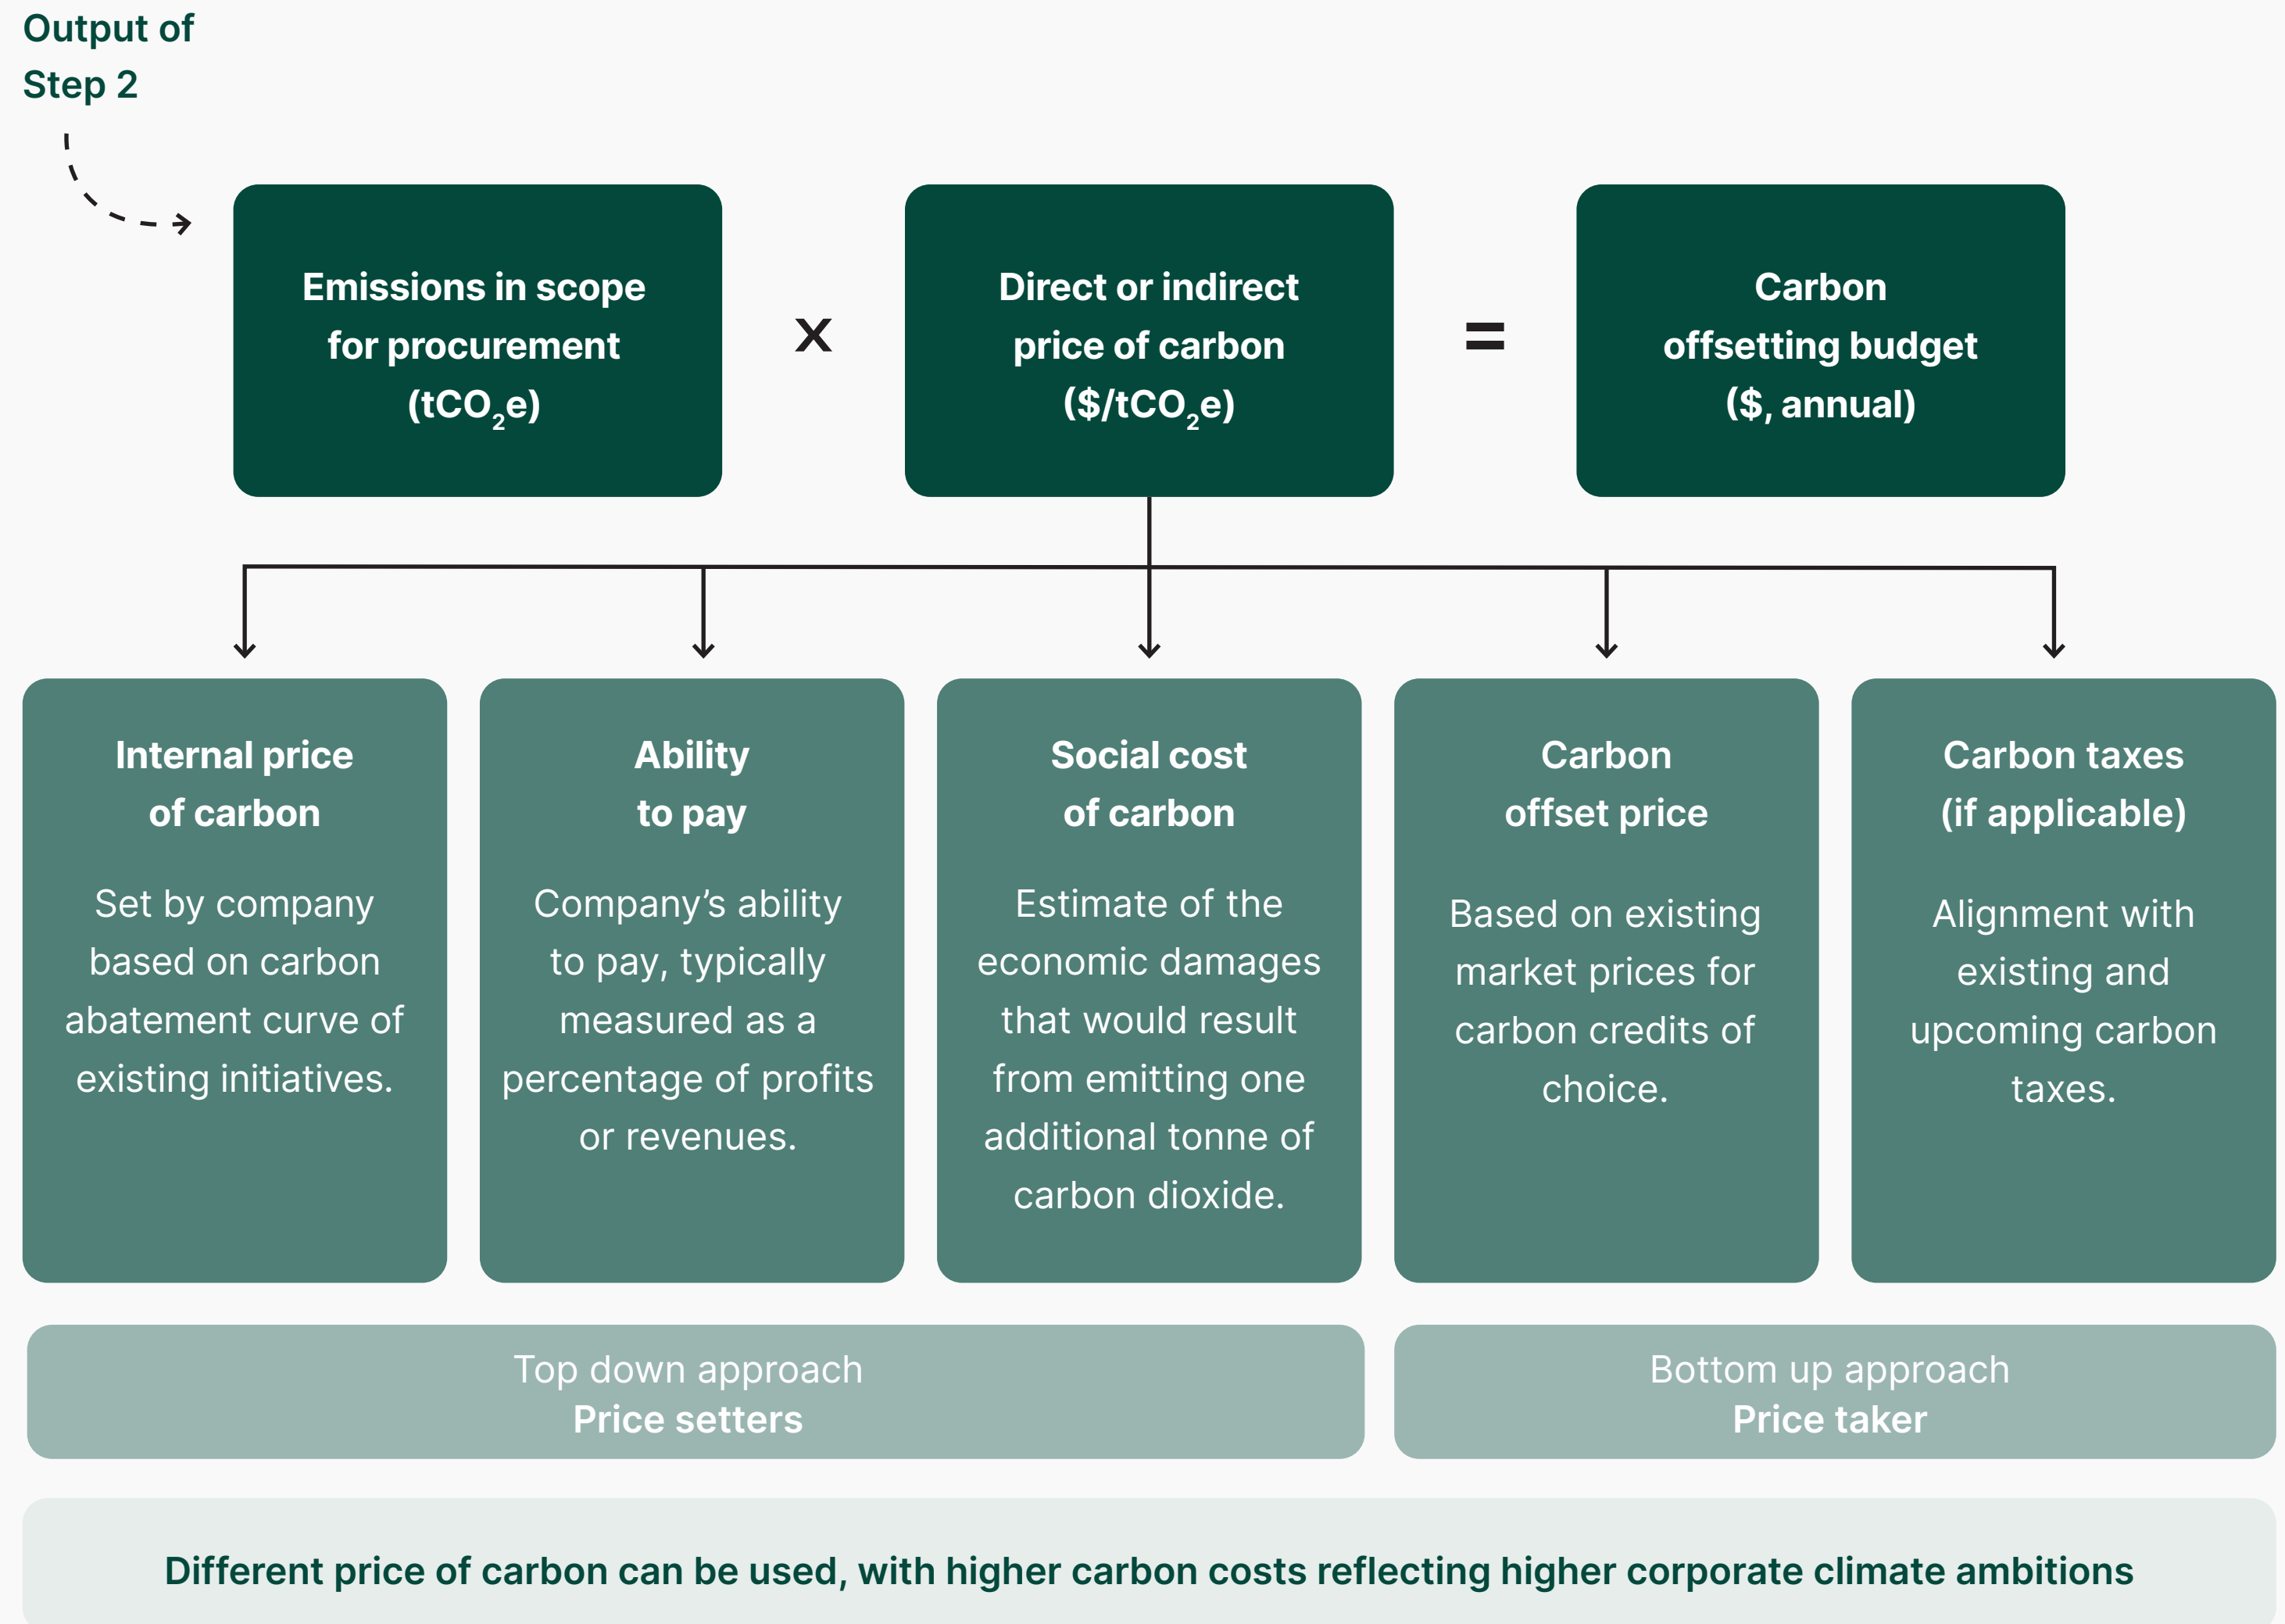 Output of
Step 2
Emissions in scope
for procurement
(tCO₂e)
x
Direct or indirect
price of carbon
($/tCO₂e)
=
Carbon
offsetting budget
($, annual)
Internal price
of carbon
Set by company
based on carbon
abatement curve of
existing initiatives.
Ability
to pay
Company’s ability
to pay, typically
measured as a
percentage of profits
or revenues.
Social cost
of carbon
Estimate of the
economic damages
that would result
from emitting one
additional tonne of
carbon dioxide.
Carbon
offset price
Based on existing
market prices for
carbon credits of
choice.
Carbon taxes
(if applicable)
Alignment with
existing and
upcoming carbon
taxes.
Top down approach
Price setters
Bottom up approach
Price taker
Different price of carbon can be used, with higher carbon costs reflecting higher corporate climate ambitions